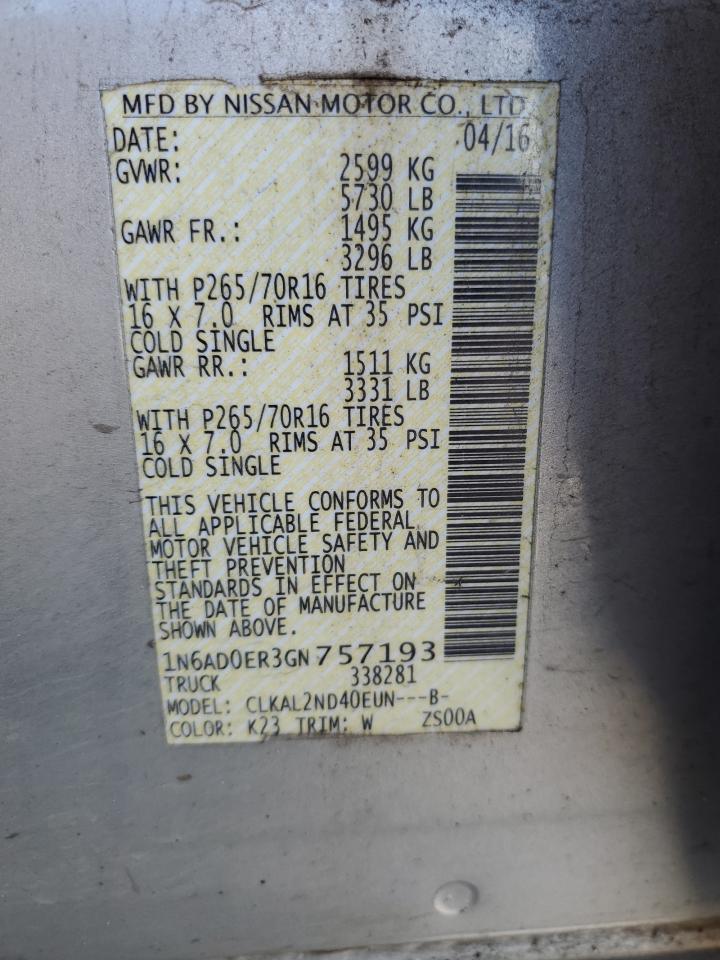 MFD BY NISSAN MOTOR CO., LTD
DATE: 04/16
GVWR: 2599 KG
5730 LB
GAWR FR.: 1495 KG
3296 LB
WITH P265/70R16 TIRES
16 X 7.0 RIMS AT 35 PSI
COLD SINGLE
GAWR RR.: 1511 KG
3331 LB
WITH P265/70R16 TIRES
16 X 7.0 RIMS AT 35 PSI
COLD SINGLE
THIS VEHICLE CONFORMS TO
ALL APPLICABLE FEDERAL
MOTOR VEHICLE SAFETY AND
THEFT PREVENTION
STANDARDS IN EFFECT ON
THE DATE OF MANUFACTURE
SHOWN ABOVE.
1N6AD0ER3GN757193
TRUCK 338281
MODEL: CLKAL2ND40EUN---B-
COLOR: K23 TRIM: W ZS00A